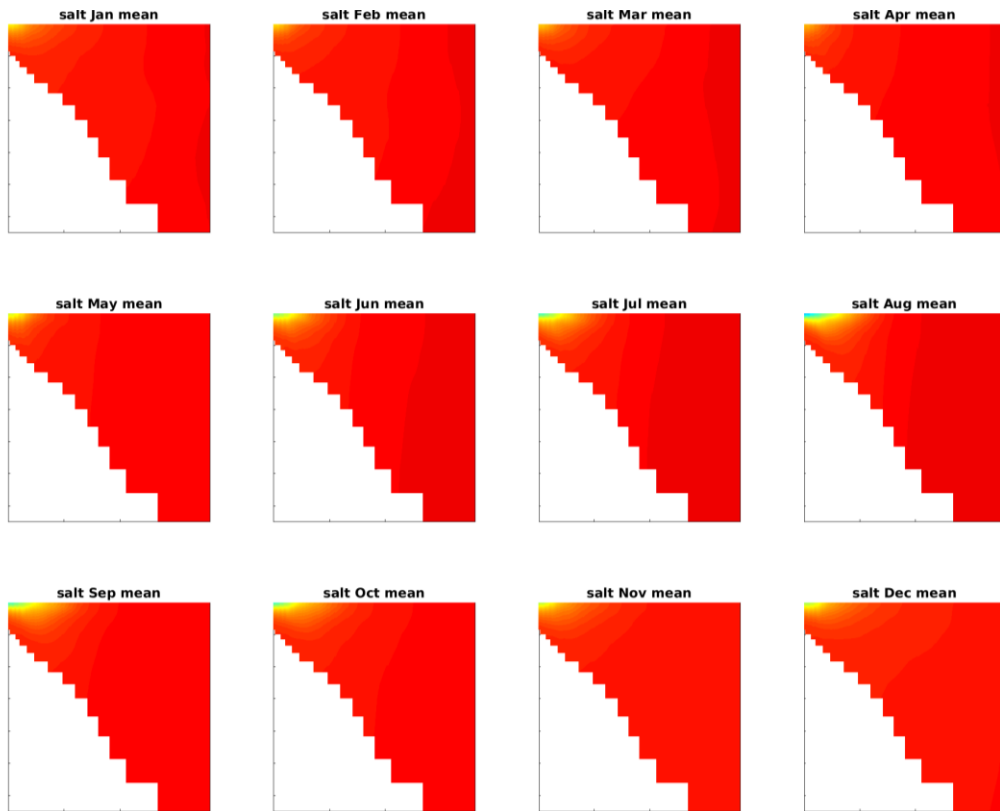 salt Jan mean
salt Feb mean
salt Mar mean
salt Apr mean
salt May mean
salt Jun mean
salt Jul mean
salt Aug mean
salt Sep mean
salt Oct mean
salt Nov mean
salt Dec mean